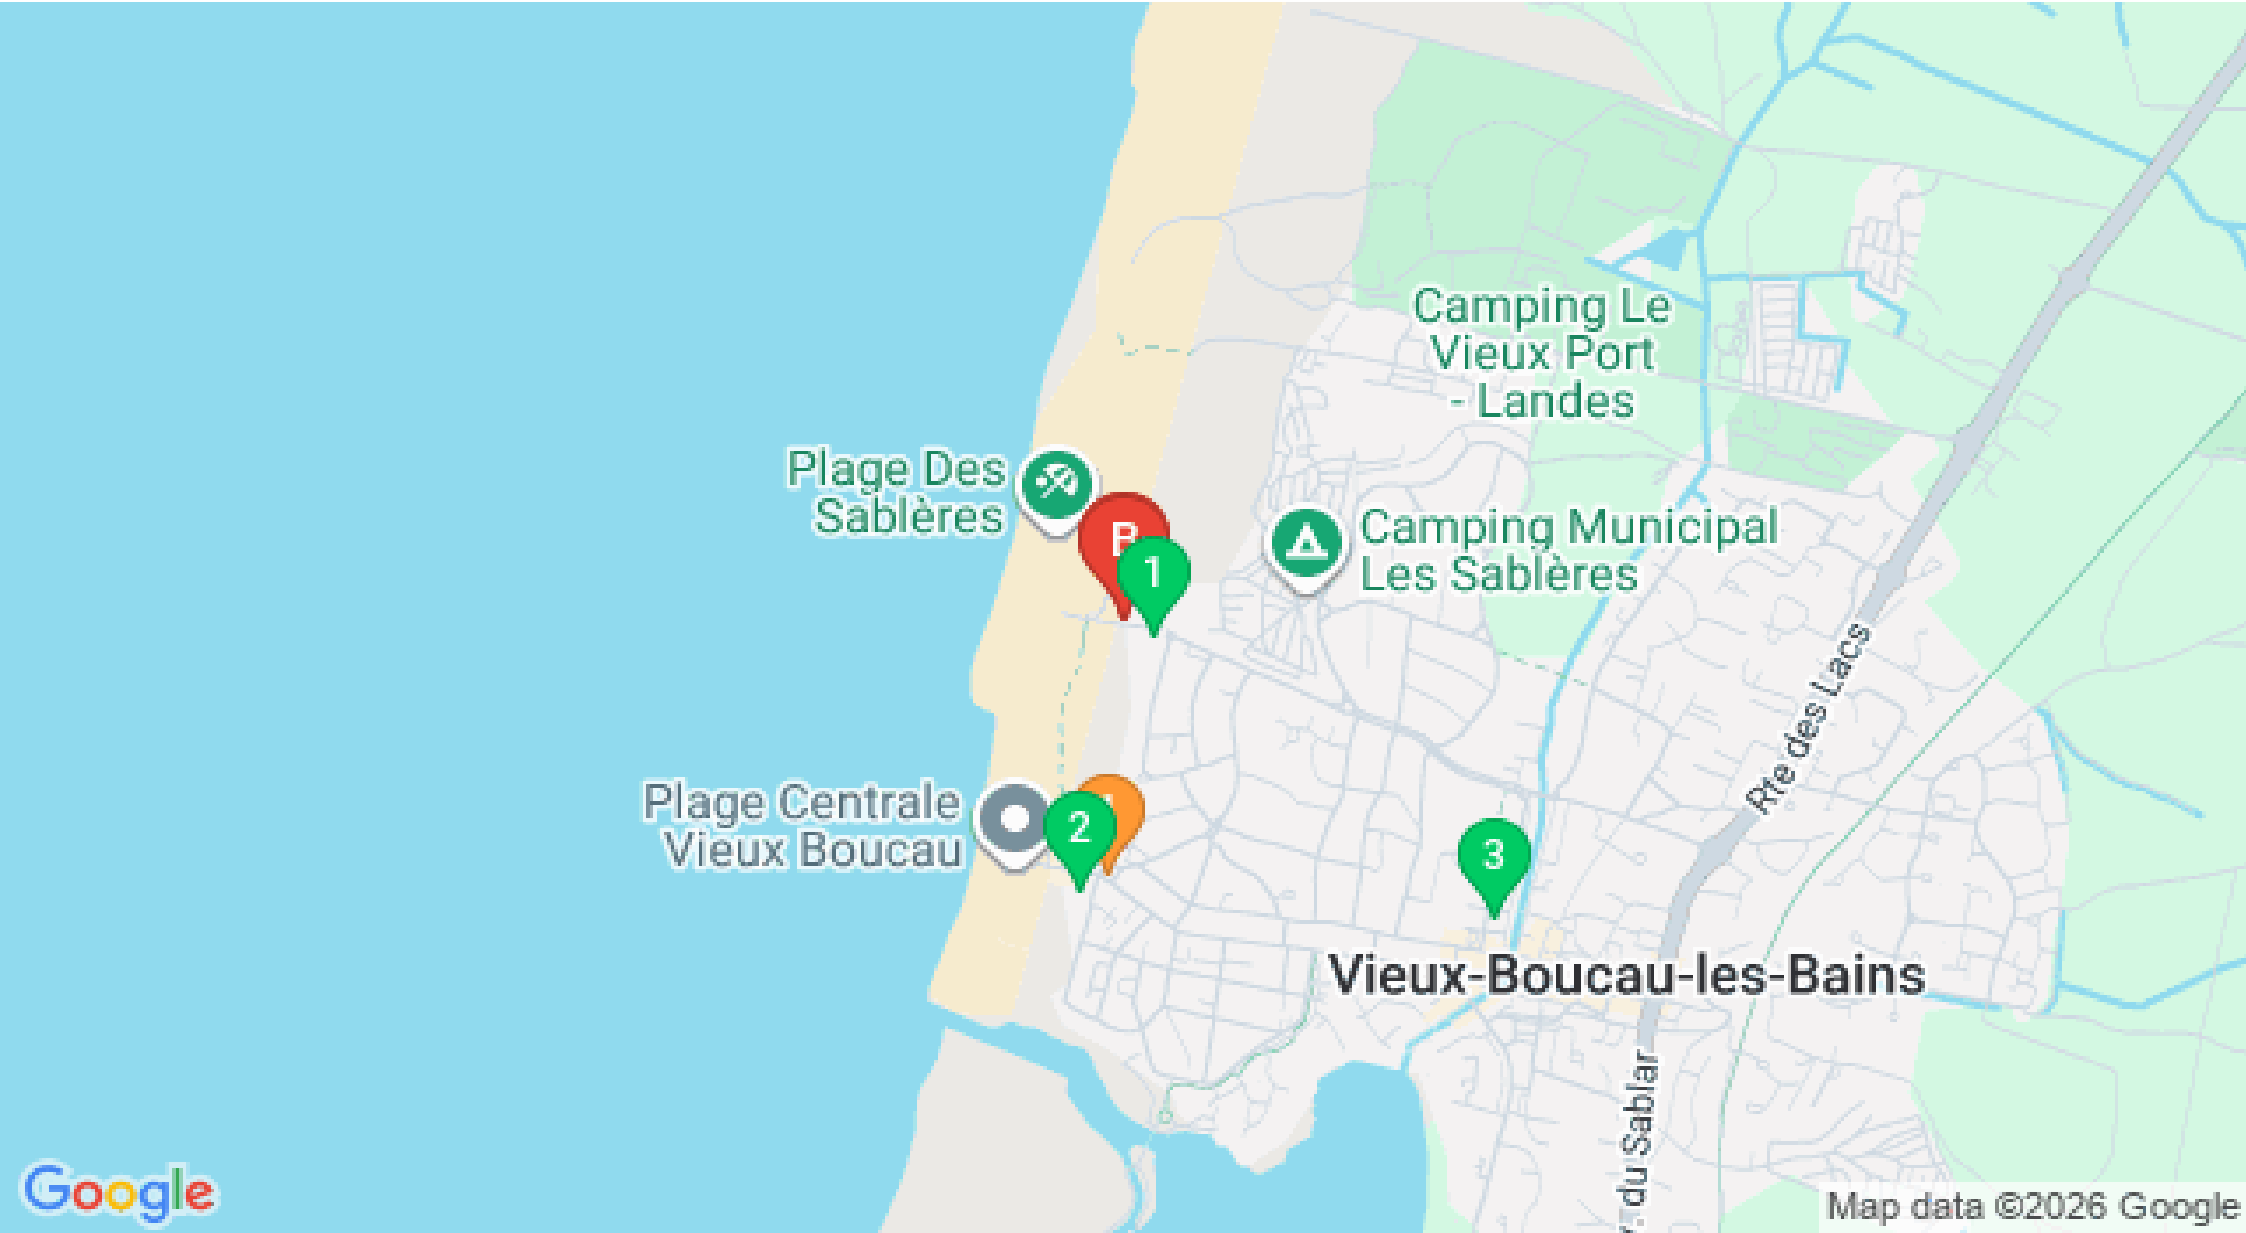 Camping Le
Vieux Port
- Landes
Plage Des
Sablères
B
1
Camping Municipal
Les Sablères
Rte des Lacs
Plage Centrale
Vieux Boucau
2
3
Vieux-Boucau-les-Bains
. du Sablar
Google
Map data ©2026 Google